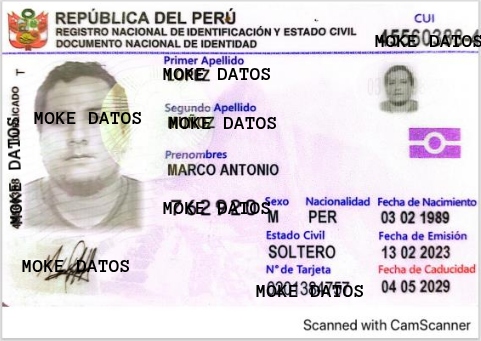 REPÚBLICA DEL PERÚ
REGISTRO NACIONAL DE IDENTIFICACIÓN Y ESTADO CIVIL
DOCUMENTO NACIONAL DE IDENTIDAD
CUI
MOKE DATOS
Primer Apellido
MOKE DATOS
Segundo Apellido
MOKE DATOS
Prenombres
MARCO ANTONIO
MOKE DATOS
MOKE DATOS
MOKE DATOS
Sexo Nacionalidad Fecha de Nacimiento
M PER 03 02 1989
Estado Civil Fecha de Emisión
SOLTERO 13 02 2023
N° de Tarjeta Fecha de Caducidad
MOKE DATOS 04 05 2029
MOKE DATOS
Scanned with CamScanner